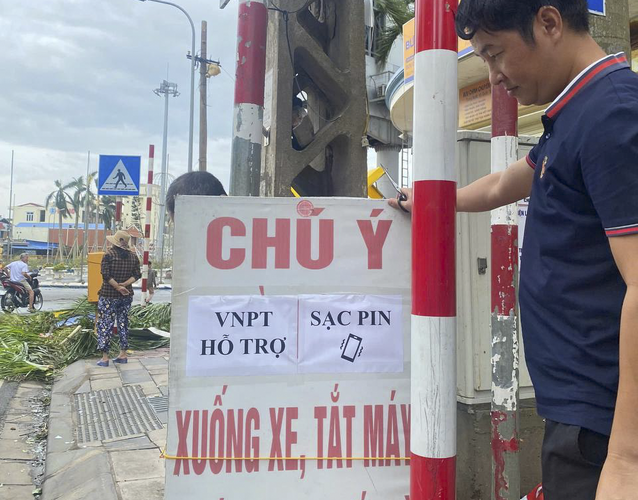 CHÚ Ý
VNPT
HỖ TRỢ
SẠC PIN
XUỐNG XE, TẮT MÁY